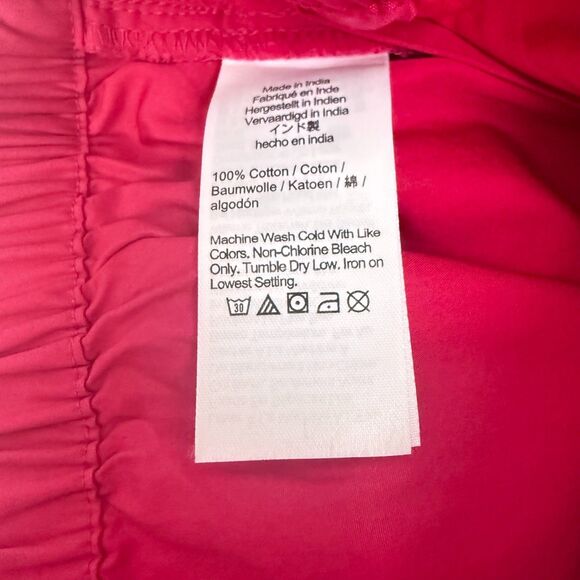 Made in India
Fabriqué en Inde
Hergestellt in Indien
Vervaardigd in India
インド製
hecho en india
100% Cotton / Coton /
Baumwolle / Katoen / 綿 /
algodón
Machine Wash Cold With Like
Colors. Non-Chlorine Bleach
Only. Tumble Dry Low. Iron on
Lowest Setting.
30